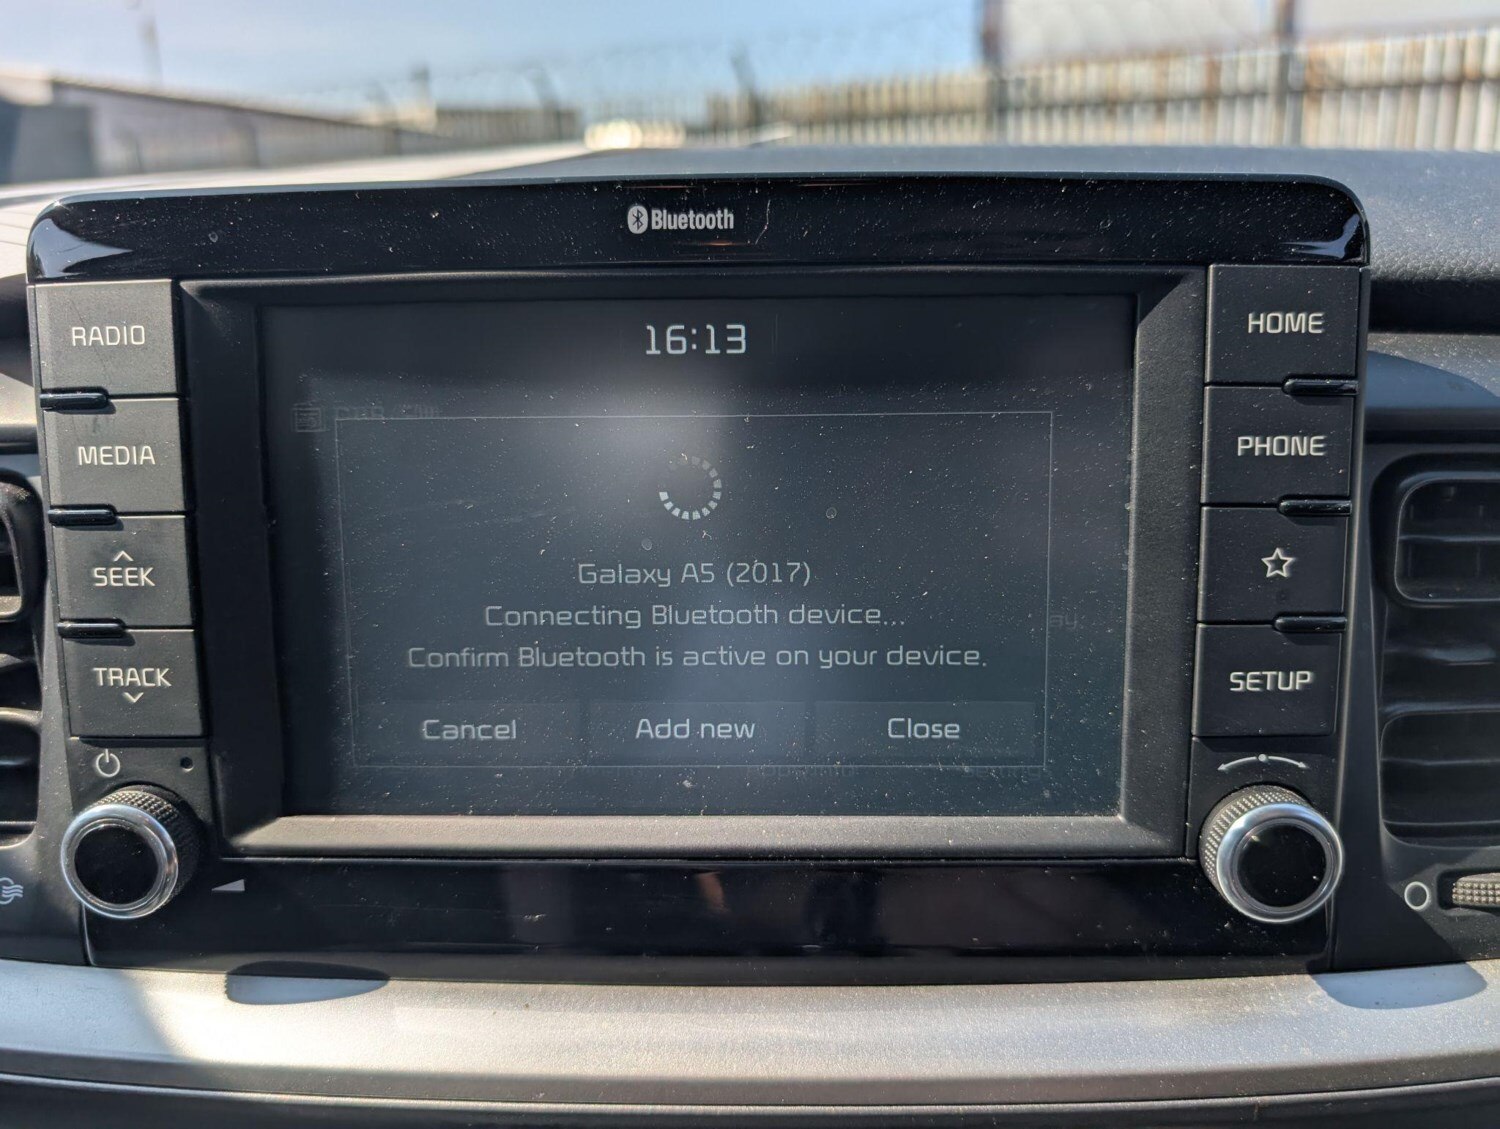 Bluetooth
RADIO
MEDIA
SEEK
TRACK
16:13
Galaxy A5 (2017)
Connecting Bluetooth device...
Confirm Bluetooth is active on your device.
Cancel
Add new
Close
HOME
PHONE
SETUP